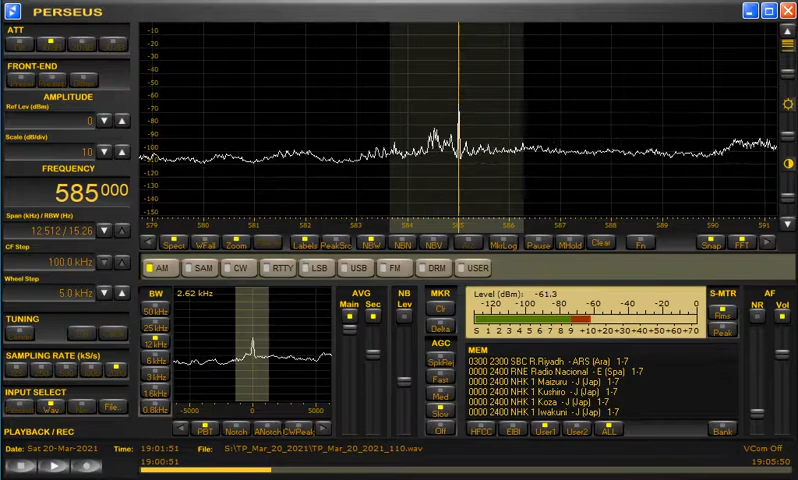 PERSEUS
ATT
FRONT-END
AMPLITUDE
Ref Lev (dBm)
0
Scale (dB/div)
10
FREQUENCY
585000
Span (kHz) / RBW (Hz)
12.512 / 15.26
CF Step
100.0 kHz
Wheel Step
5.0 kHz
TUNING
SAMPLING RATE (kS/s)
INPUT SELECT
Wav
File..
-10
-20
-30
-40
-50
-60
-70
-80
-90
-100
-110
-120
-130
-140
-150
579 580 581 582 583 584 585 586 587 588 589 590 591
Spect WFall Zoom Labels PeakSrc NBW NBN NBV MkrLog Pause MHold Clear Fn Snap FFT
AM SAM CW RTTY LSB USB FM DRM USER
BW
50kHz
25kHz
12 kHz
6 kHz
3 kHz
1.6kHz
0.8kHz
2.62 kHz
-5000 0 5000
PBT Notch ANotch CWPeak
AVG
Main Sec
NB
Lev
MKR
Clr
Delta
AGC
Fast
Med
Slow
Off
Level (dBm): -61.3
-120 -100 -80 -60 -40 -20 0
S 1 2 3 4 5 6 7 8 9 +10+20+30+40+50+60+70
S-MTR
Rms
Peak
AF
NR Vol
MEM
0300 2300 SBC R.Riyadh - ARS (Ara) 1-7
0000 2400 RNE Radio Nacional - E (Spa) 1-7
0000 2400 NHK 1 Maizuru - J (Jap) 1-7
0000 2400 NHK 1 Kushiro - J (Jap) 1-7
0000 2400 NHK 1 Koza - J (Jap) 1-7
0000 2400 NHK 1 Iwakuni - J (Jap) 1-7
HFCC EIBI User1 User2 ALL Bank
PLAYBACK / REC
Date: Sat 20-Mar-2021 Time: 19:01:51 File: S:\TP_Mar_20_2021\TP_Mar_20_2021_110.wav VCom Off
19:00:51 19:05:50